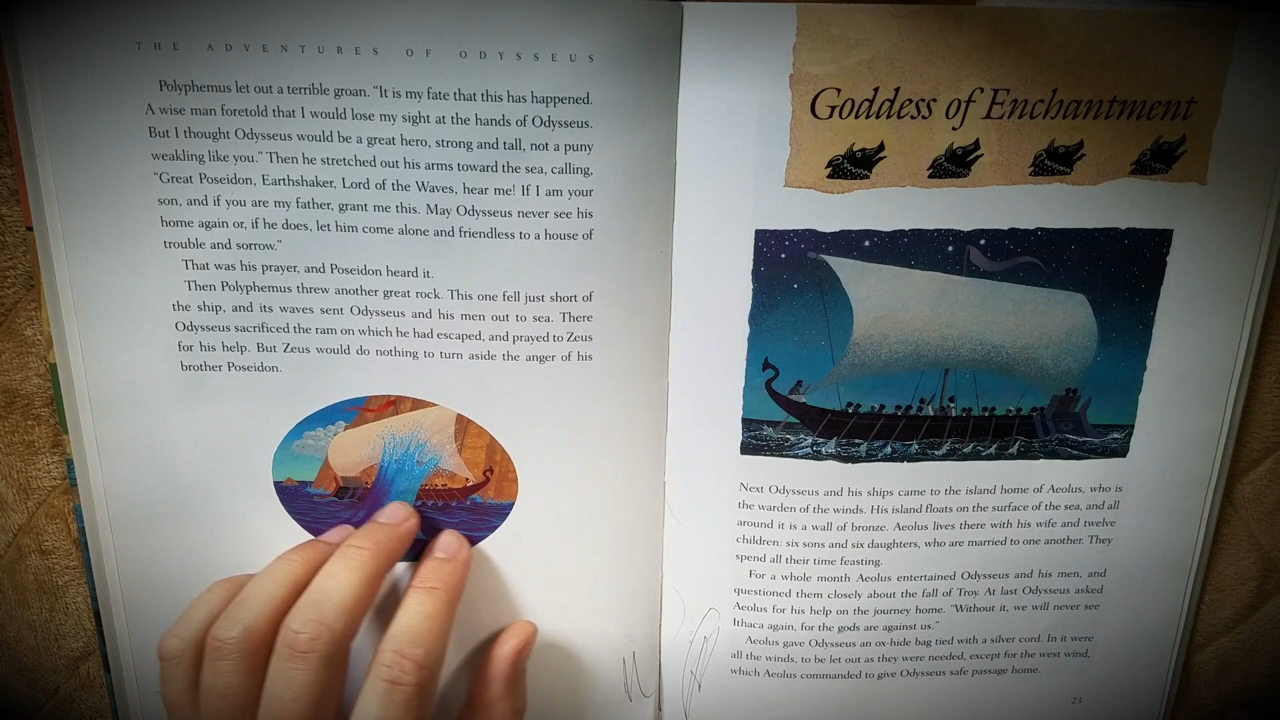 THE ADVENTURES OF ODYSSEUS
Polyphemus let out a terrible groan. “It is my fate that this has happened.
A wise man foretold that I would lose my sight at the hands of Odysseus.
But I thought Odysseus would be a great hero, strong and tall, not a puny
weakling like you.” Then he stretched out his arms toward the sea, calling,
“Great Poseidon, Earthshaker, Lord of the Waves, hear me! If I am your
son, and if you are my father, grant me this. May Odysseus never see his
home again or, if he does, let him come alone and friendless to a house of
trouble and sorrow.”
That was his prayer, and Poseidon heard it.
Then Polyphemus threw another great rock. This one fell just short of
the ship, and its waves sent Odysseus and his men out to sea. There
Odysseus sacrificed the ram on which he had escaped, and prayed to Zeus
for his help. But Zeus would do nothing to turn aside the anger of his
brother Poseidon.
Goddess of Enchantment
Next Odysseus and his ships came to the island home of Aeolus, who is
the warden of the winds. His island floats on the surface of the sea, and all
around it is a wall of bronze. Aeolus lives there with his wife and twelve
children: six sons and six daughters, who are married to one another. They
spend all their time feasting.
For a whole month Aeolus entertained Odysseus and his men, and
questioned them closely about the fall of Troy. At last Odysseus asked
Aeolus for his help on the journey home. “Without it, we will never see
Ithaca again, for the gods are against us.”
Aeolus gave Odysseus an ox-hide bag tied with a silver cord. In it were
all the winds, to be let out as they were needed, except for the west wind,
which Aeolus commanded to give Odysseus safe passage home.
23